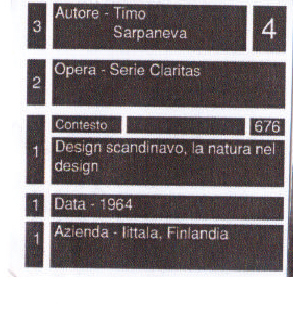 3 Autore - Timo 4
Sarpaneva
2 Opera - Serie Claritas
Contesto 676
1 Design scandinavo, la natura nel
design
1 Data - 1964
1 Azienda - Iittala, Finlandia